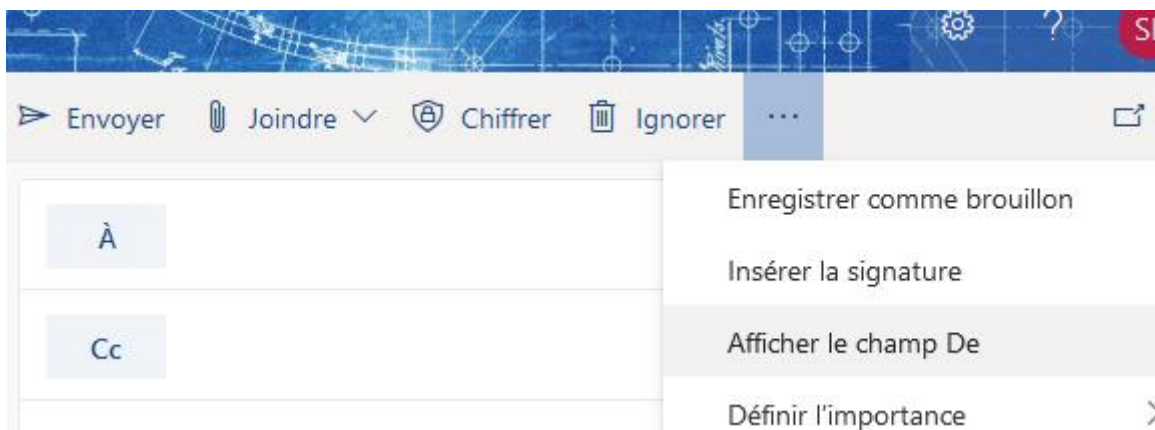 ?
Envoyer Joindre Chiffrer Ignorer ...
Enregistrer comme brouillon
À
Insérer la signature
Afficher le champ De
Cc
Définir l'importance